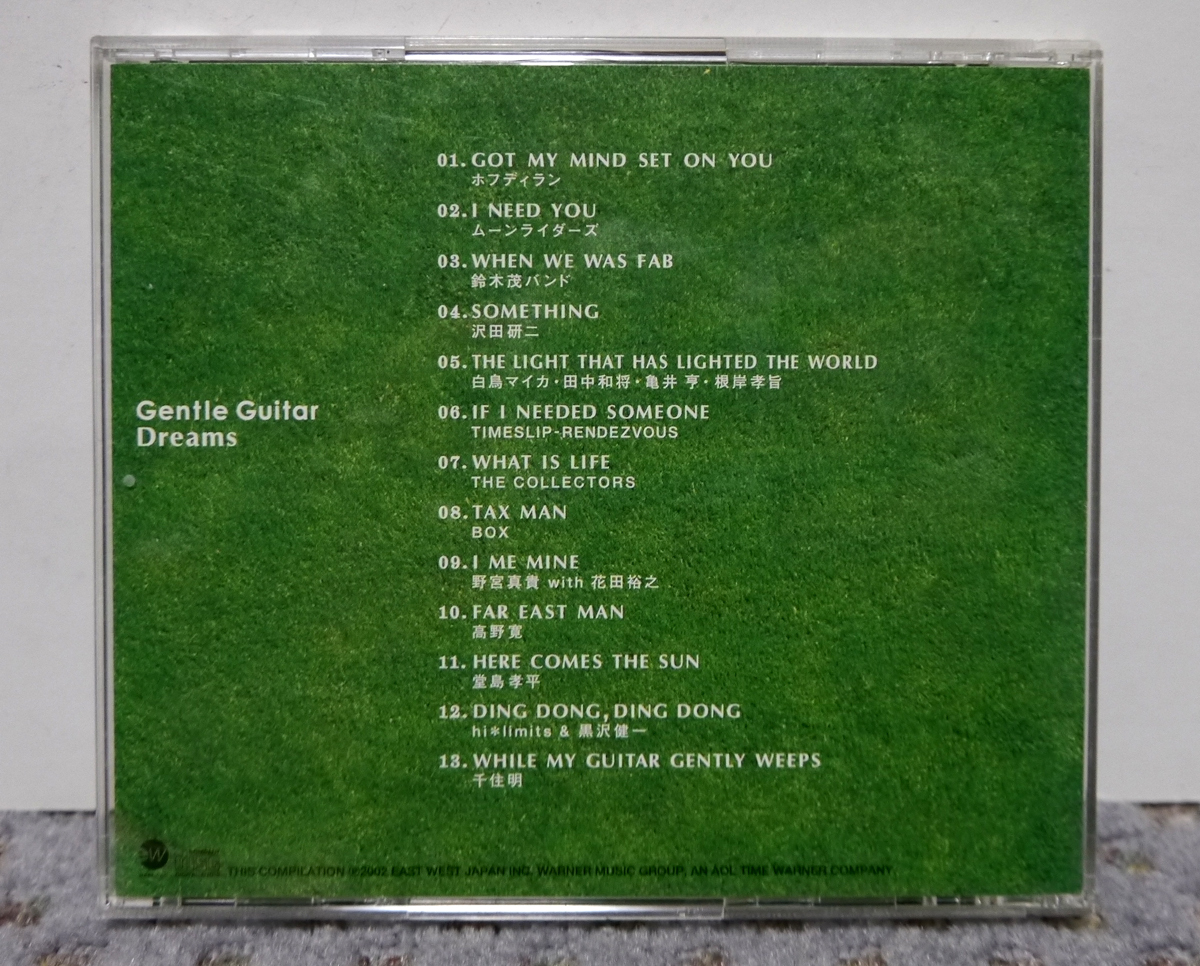 01. GOT MY MIND SET ON YOU
ホフディラン
02. I NEED YOU
ムーンライダーズ
03. WHEN WE WAS FAB
鈴木茂バンド
04. SOMETHING
沢田研二
05. THE LIGHT THAT HAS LIGHTED THE WORLD
白鳥マイカ・田中和将・亀井 亨・根岸孝旨
Gentle Guitar
Dreams
06. IF I NEEDED SOMEONE
TIMESLIP-RENDEZVOUS
07. WHAT IS LIFE
THE COLLECTORS
08. TAX MAN
BOX
09. I ME MINE
野宮真貴 with 花田裕之
10. FAR EAST MAN
高野寛
11. HERE COMES THE SUN
堂島孝平
12. DING DONG, DING DONG
hi*limits & 黒沢健一
13. WHILE MY GUITAR GENTLY WEEPS
千住明
THIS COMPILATION ℗2002 EAST WEST JAPAN INC. WARNER MUSIC GROUP, AN AOL TIME WARNER COMPANY